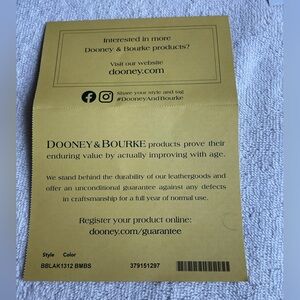 Interested in more
Dooney & Bourke products?
Visit our website
dooney.com
Share your style and tag
#DooneyAndBourke
DOONEY & BOURKE products prove their
enduring value by actually improving with age.
We stand behind the durability of our leathergoods and
offer an unconditional guarantee against any defects
in craftsmanship for a full year of normal use.
Register your product online:
dooney.com/guarantee
Style Color
BBLAK1312 BMBS 379151297